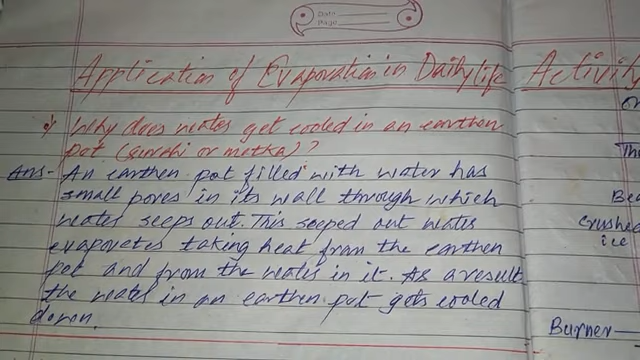 Date
Page
Application of Evaporation in Daily life
Why does water get cooled in an earthen
pot (surahi or matka)?
Ans- An earthen pot filled with water has
small pores in its wall through which
water seeps out. This seeped out water
evaporates taking heat from the earthen
pot and from the water in it. As a result
the water in an earthen pot gets cooled
down.
Activity
Th
Bea
Crushed
ice
Burner